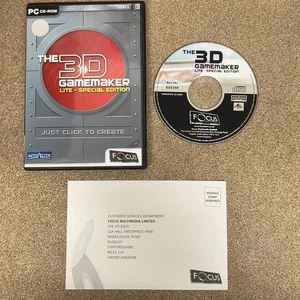 PC CD-ROM
THE 3D
GAMEMAKER
LITE - SPECIAL EDITION
JUST CLICK TO CREATE
FOCUS
THE 3D
GAMEMAKER
LITE - SPECIAL EDITION
ESS360
FOCUS
POSTAGE
STAMP
REQUIRED
CUSTOMER SERVICES DEPARTMENT
FOCUS MULTIMEDIA LIMITED
THE STUDIOS
LEA HALL ENTERPRISE PARK
WHEELHOUSE ROAD
RUGELEY
STAFFORDSHIRE
WS15 1LH
UNITED KINGDOM
FOCUS